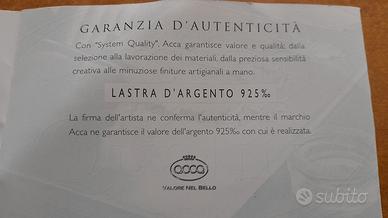 GARANZIA D'AUTENTICITÀ
Con "System Quality", Acca garantisce valore e qualità: dalla
selezione alla lavorazione dei materiali, dalla preziosa sensibilità
creativa alle minuziose finiture artigianali a mano.
LASTRA D'ARGENTO 925‰
La firma dell'artista ne conferma l'autenticità, mentre il marchio
Acca ne garantisce il valore dell'argento 925‰ con cui è realizzata.
acca
VALORE NEL BELLO
subito